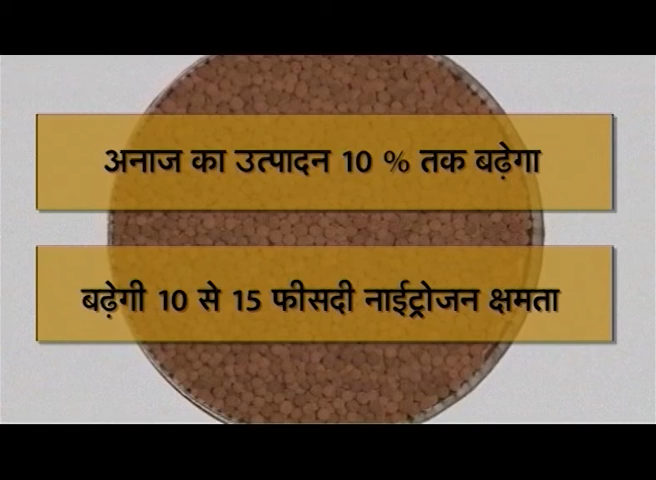 अनाज का उत्पादन 10 % तक बढ़ेगा
बढ़ेगी 10 से 15 फीसदी नाईट्रोजन क्षमता